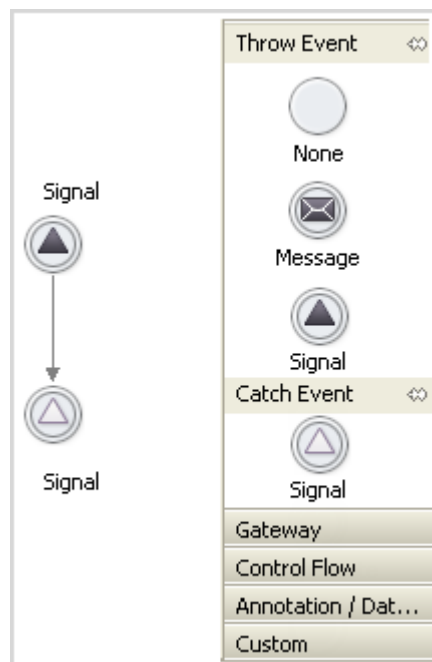 Signal
Signal
Throw Event
None
Message
Signal
Catch Event
Signal
Gateway
Control Flow
Annotation / Dat...
Custom